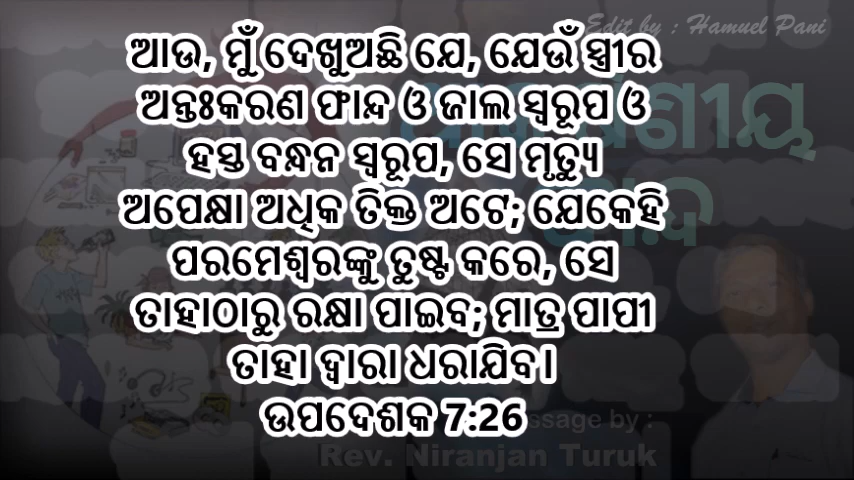 Edit by : Hamuel Pani
ଆଉ, ମୁଁ ଦେଖୁଅଛି ଯେ, ଯେଉଁ ସ୍ତ୍ରୀର
ଅନ୍ତଃକରଣ ଫାନ୍ଦ ଓ ଜାଲ ସ୍ୱରୂପ ଓ
ହସ୍ତ ବନ୍ଧନ ସ୍ୱରୂପ, ସେ ମୃତ୍ୟୁ
ଅପେକ୍ଷା ଅଧିକ ତିକ୍ତ ଅଟେ; ଯେକେହି
ପରମେଶ୍ୱରଙ୍କୁ ତୁଷ୍ଟ କରେ, ସେ
ତାହାଠାରୁ ରକ୍ଷା ପାଇବ; ମାତ୍ର ପାପୀ
ତାହା ଦ୍ୱାରା ଧରାଯିବ।
ଉପଦେଶକ 7:26
by :
Rev. Niranjan Turuk